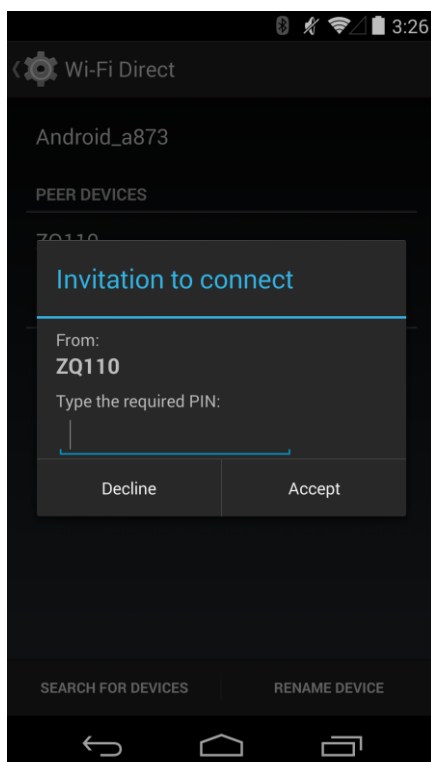 3:26
Wi-Fi Direct
Android_a873
PEER DEVICES
ZQ110
Invitation to connect
From:
ZQ110
Type the required PIN:
Decline Accept
SEARCH FOR DEVICES RENAME DEVICE